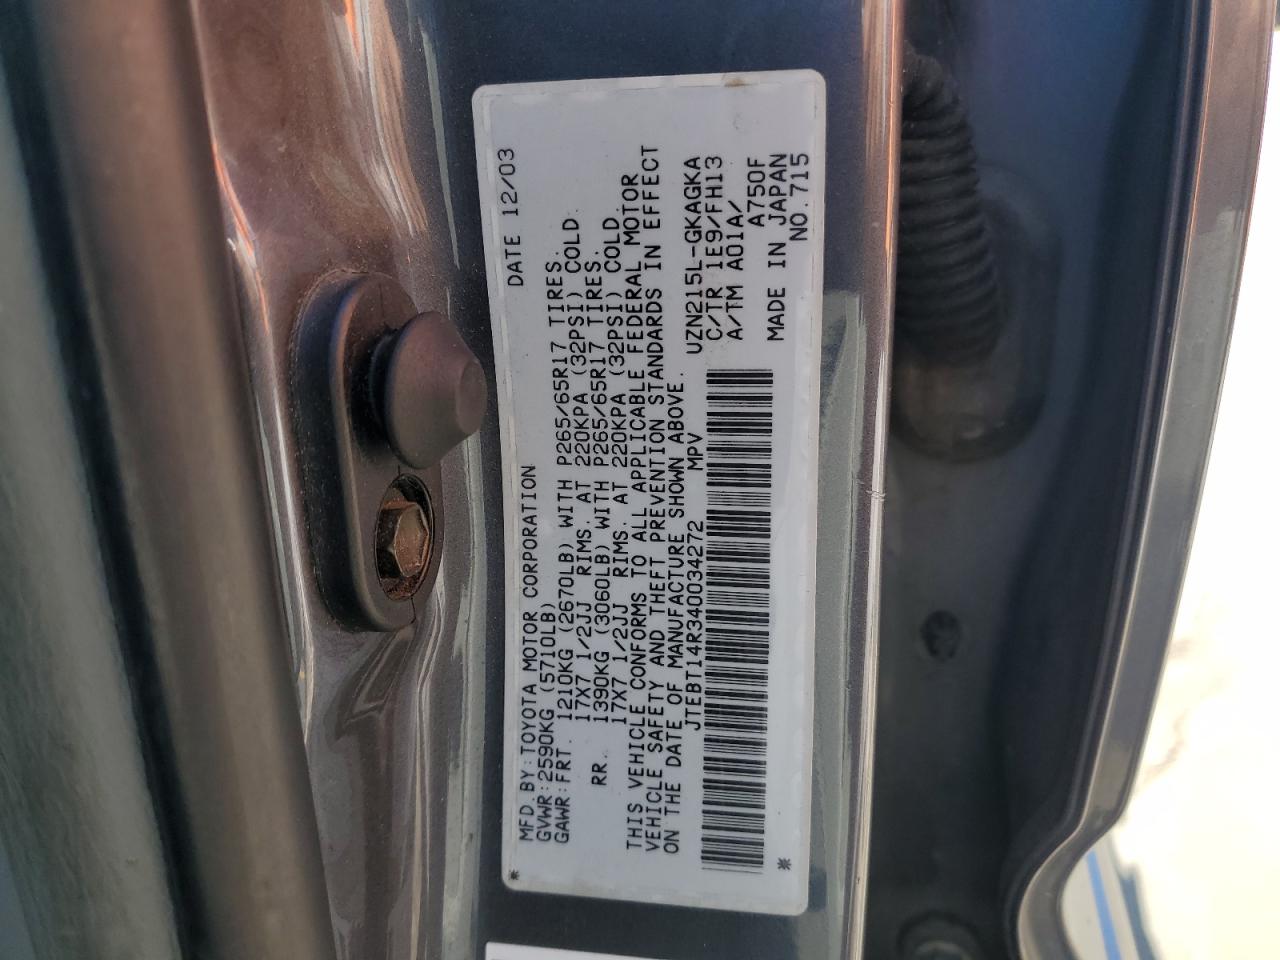 MFD. BY: TOYOTA MOTOR CORPORATION DATE 12/03
GVWR: 2590KG (5710LB)
GAWR: FRT. 1210KG (2670LB) WITH P265/65R17 TIRES.
17X7 1/2JJ RIMS. AT 220KPA (32PSI) COLD.
RR. 1390KG (3060LB) WITH P265/65R17 TIRES.
17X7 1/2JJ RIMS. AT 220KPA (32PSI) COLD.
THIS VEHICLE CONFORMS TO ALL APPLICABLE FEDERAL MOTOR
VEHICLE SAFETY AND THEFT PREVENTION STANDARDS IN EFFECT
ON THE DATE OF MANUFACTURE SHOWN ABOVE.
JTEBT14R340034272 MPV UZN215L-GKAGKA
C/TR 1E9/FH13
A/TM A01A/ A750F
MADE IN JAPAN
NO. 715